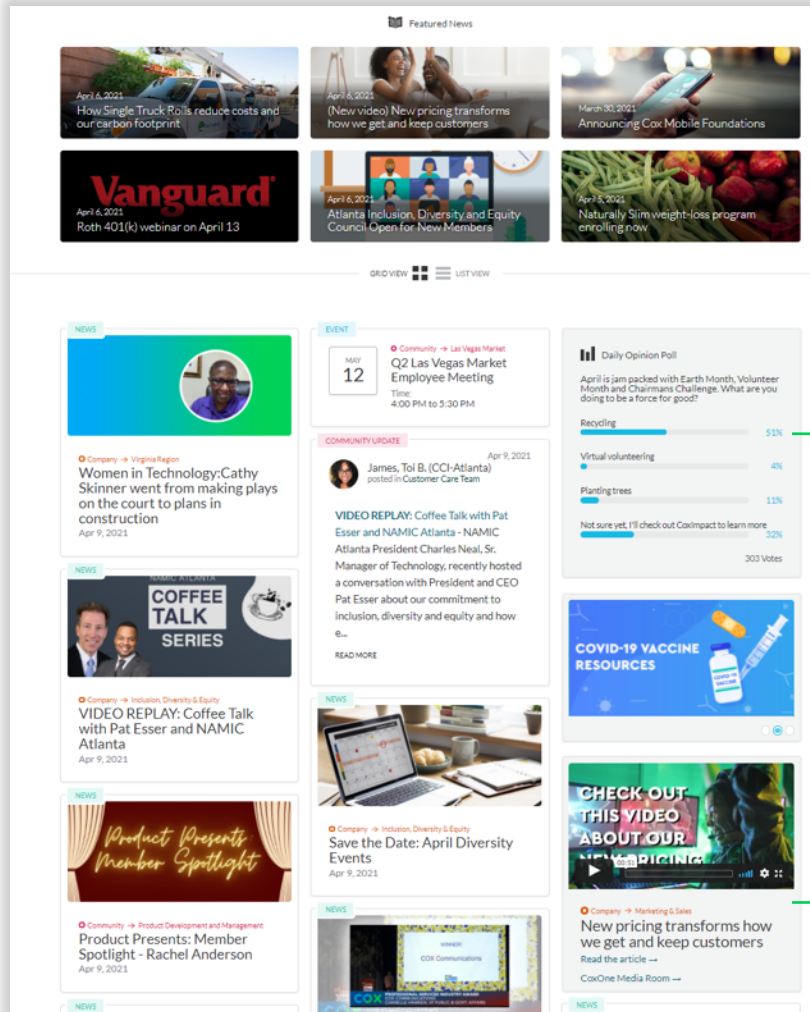 Featured News
April 6, 2021
How Single Truck Rolls reduce costs and
our carbon footprint
April 6, 2021
(New video) New pricing transforms
how we get and keep customers
March 30, 2021
Announcing Cox Mobile Foundations
Vanguard®
April 6, 2021
Roth 401(k) webinar on April 13
April 6, 2021
Atlanta Inclusion, Diversity and Equity
Council Open for New Members
April 5, 2021
Naturally Slim weight-loss program
enrolling now
GRID VIEW LIST VIEW
NEWS
Company → Virginia Region
Women in Technology:Cathy
Skinner went from making plays
on the court to plans in
construction
Apr 9, 2021
NEWS
NAMIC ATLANTA
COFFEE
TALK
SERIES
Company → Inclusion, Diversity & Equity
VIDEO REPLAY: Coffee Talk
with Pat Esser and NAMIC
Atlanta
Apr 9, 2021
NEWS
Product Presents
Member Spotlight
Community → Product Development and Management
Product Presents: Member
Spotlight - Rachel Anderson
Apr 9, 2021
NEWS
EVENT
MAY
12
Community → Las Vegas Market
Q2 Las Vegas Market
Employee Meeting
Time:
4:00 PM to 5:30 PM
COMMUNITY UPDATE
Apr 9, 2021
James, Toi B. (CCI-Atlanta)
posted in Customer Care Team
VIDEO REPLAY: Coffee Talk with Pat
Esser and NAMIC Atlanta - NAMIC
Atlanta President Charles Neal, Sr.
Manager of Technology, recently hosted
a conversation with President and CEO
Pat Esser about our commitment to
inclusion, diversity and equity and how
e...
READ MORE
NEWS
Company → Inclusion, Diversity & Equity
Save the Date: April Diversity
Events
Apr 9, 2021
NEWS
WINNER:
COX Communications
COX
PROFESSIONAL SERVICES INDUSTRY AWARD
Daily Opinion Poll
April is jam packed with Earth Month, Volunteer
Month and Chairmans Challenge. What are you
doing to be a force for good?
Recycling
51%
Virtual volunteering
4%
Planting trees
11%
Not sure yet, I'll check out CoxImpact to learn more
32%
303 Votes
COVID-19 VACCINE
RESOURCES
COVID-19
VACCINE
CHECK OUT
THIS VIDEO
ABOUT OUR
NEW PRICING
00:51
Company → Marketing & Sales
New pricing transforms how
we get and keep customers
Read the article →
CoxOne Media Room →
NEWS